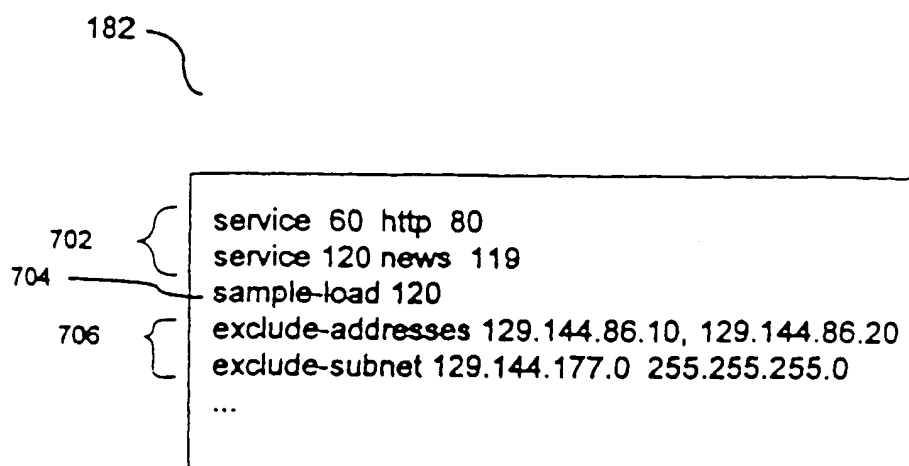 182
702
service 60 http 80
service 120 news 119
704
sample-load 120
706
exclude-addresses 129.144.86.10, 129.144.86.20
exclude-subnet 129.144.177.0 255.255.255.0
...